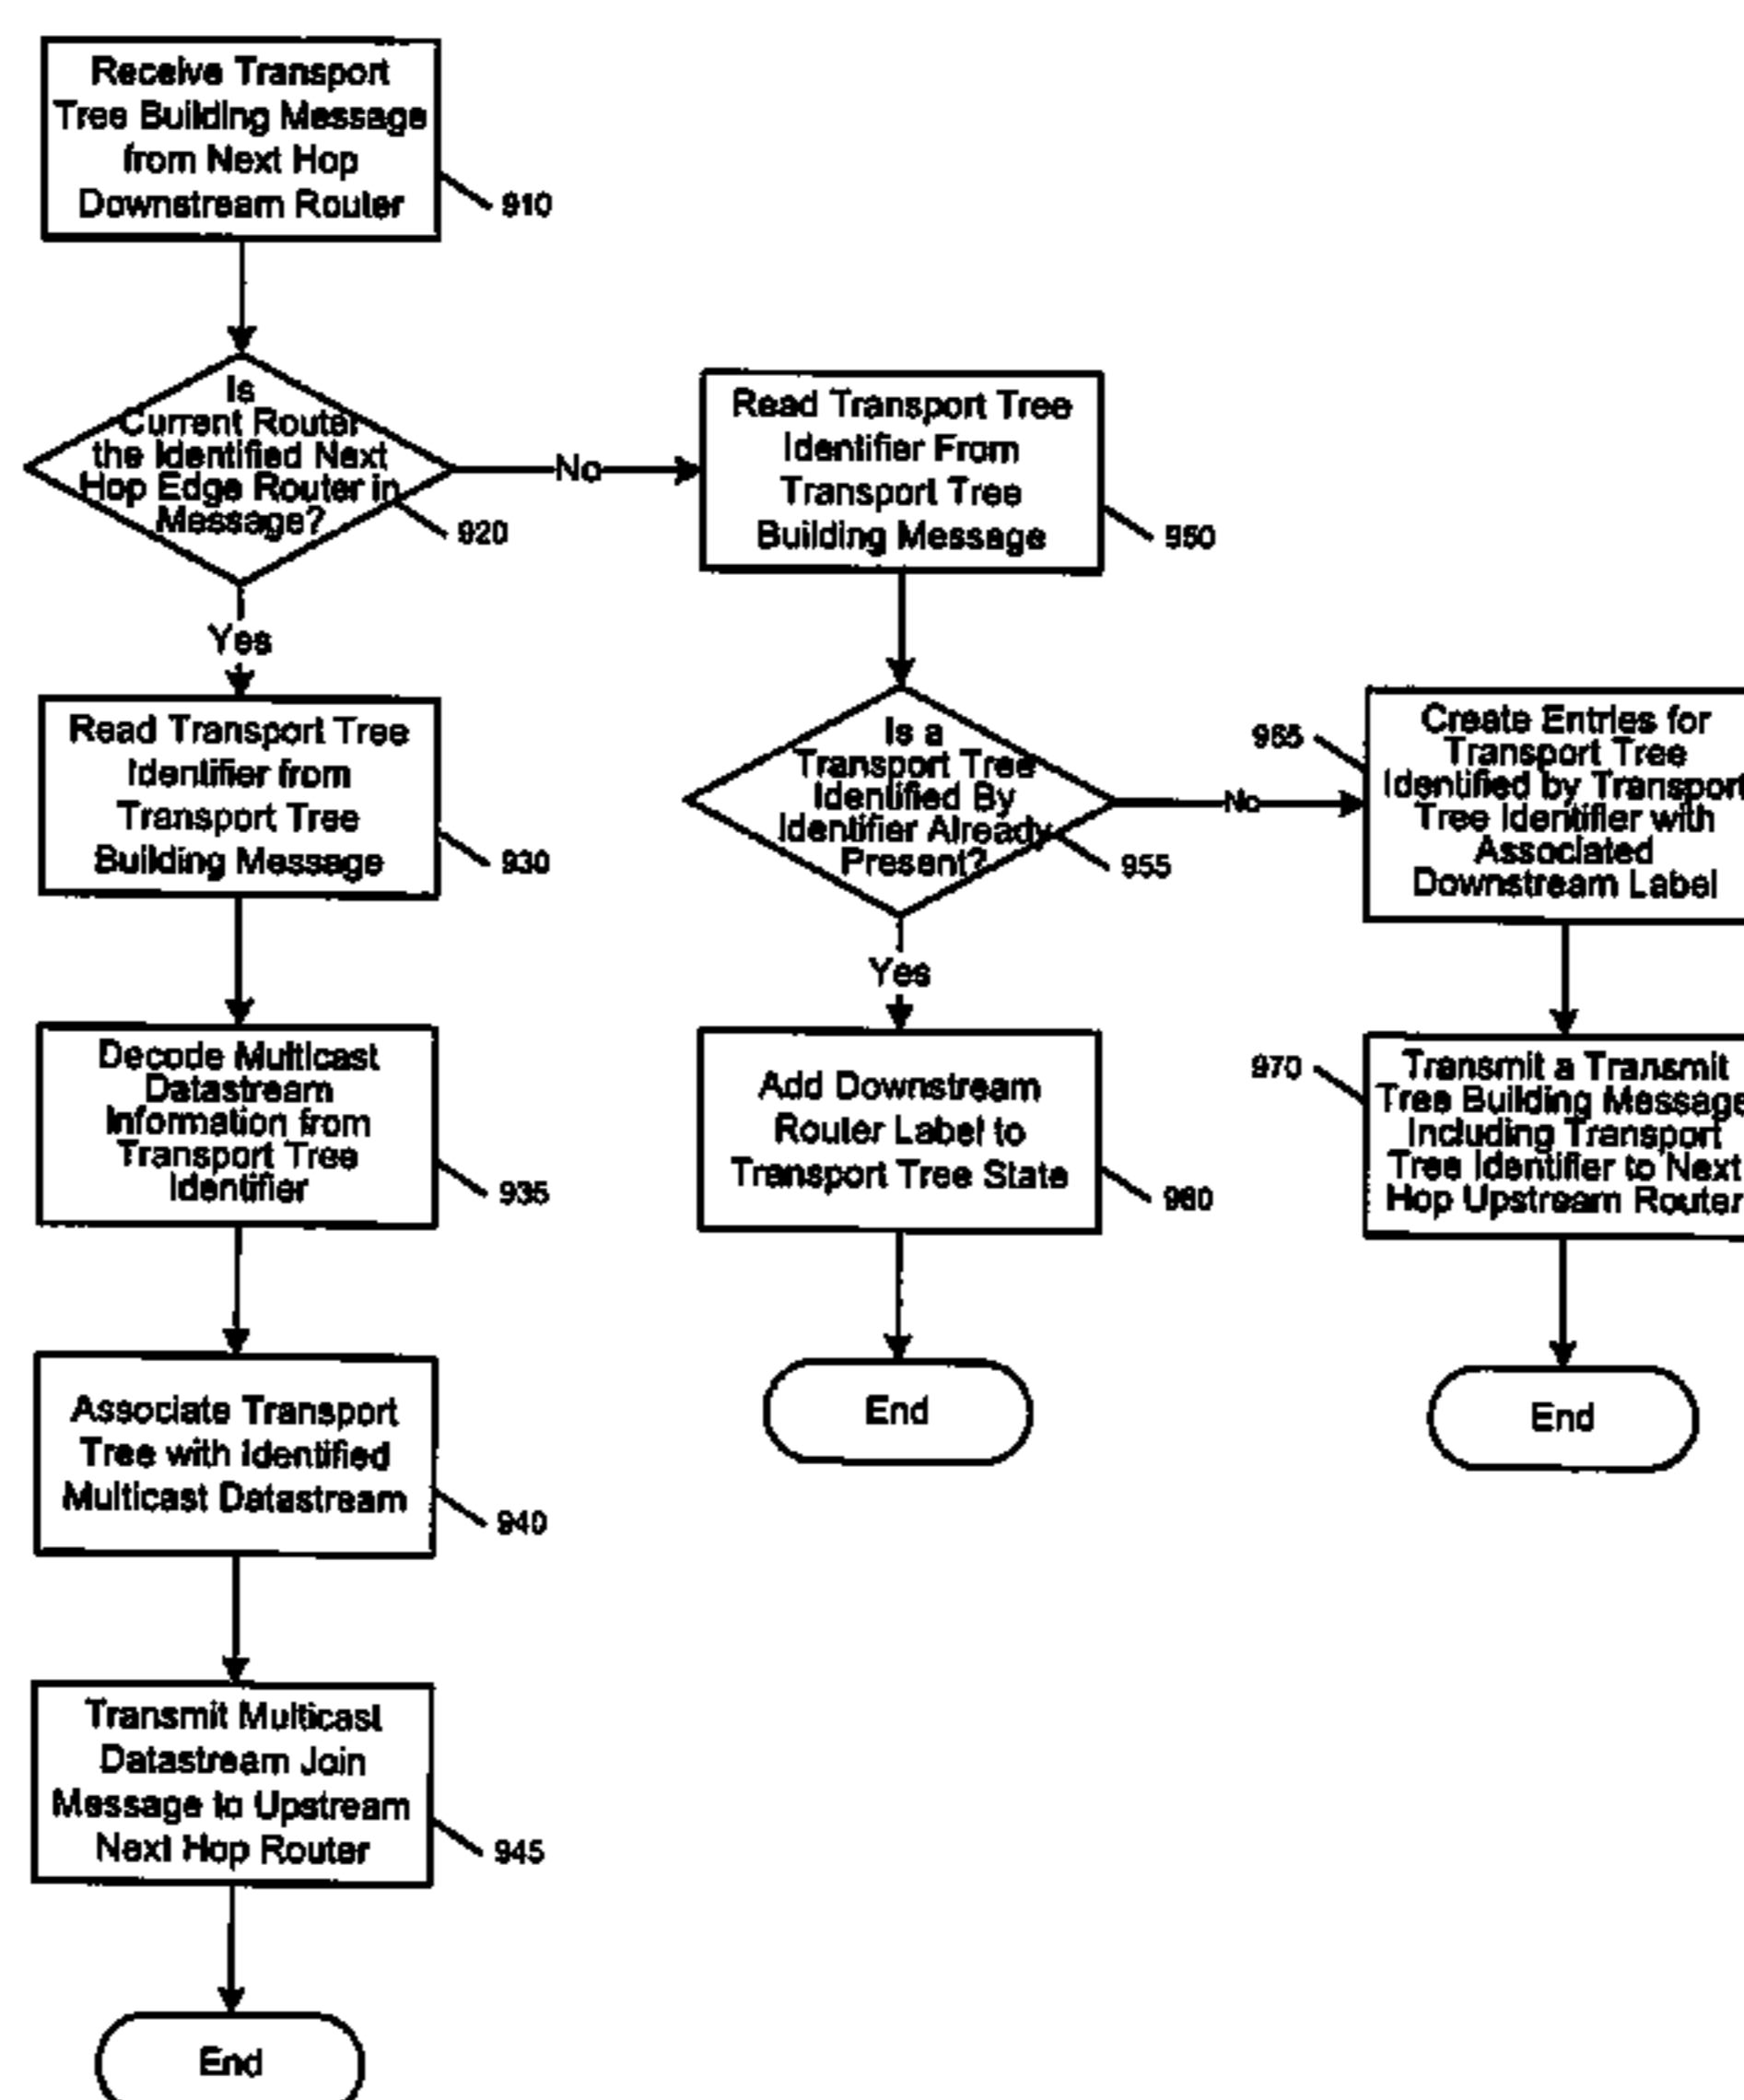 Receive Transport
Tree Building Message
from Next Hop
Downstream Router
910
Is
Current Router
the Identified Next
Hop Edge Router in
Message?
920
No
Yes
Read Transport Tree
Identifier from
Transport Tree
Building Message
930
Decode Multicast
Datastream
Information from
Transport Tree
Identifier
935
Associate Transport
Tree with Identified
Multicast Datastream
940
Transmit Multicast
Datastream Join
Message to Upstream
Next Hop Router
945
End
Read Transport Tree
Identifier From
Transport Tree
Building Message
950
Is a
Transport Tree
Identified By
Identifier Already
Present?
955
No
Yes
Add Downstream
Router Label to
Transport Tree State
960
End
965
Create Entries for
Transport Tree
Identified by Transport
Tree Identifier with
Associated
Downstream Label
970
Transmit a Transmit
Tree Building Message
Including Transport
Tree Identifier to Next
Hop Upstream Router
End